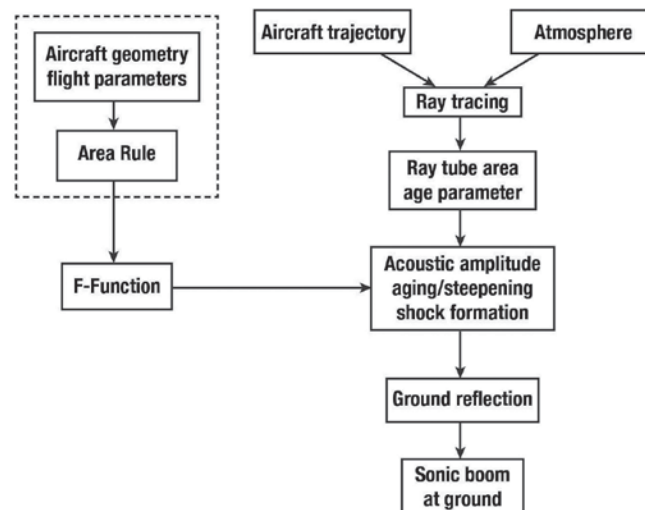 Aircraft geometry
flight parameters
Area Rule
F-Function
Aircraft trajectory
Atmosphere
Ray tracing
Ray tube area
age parameter
Acoustic amplitude
aging/steepening
shock formation
Ground reflection
Sonic boom
at ground